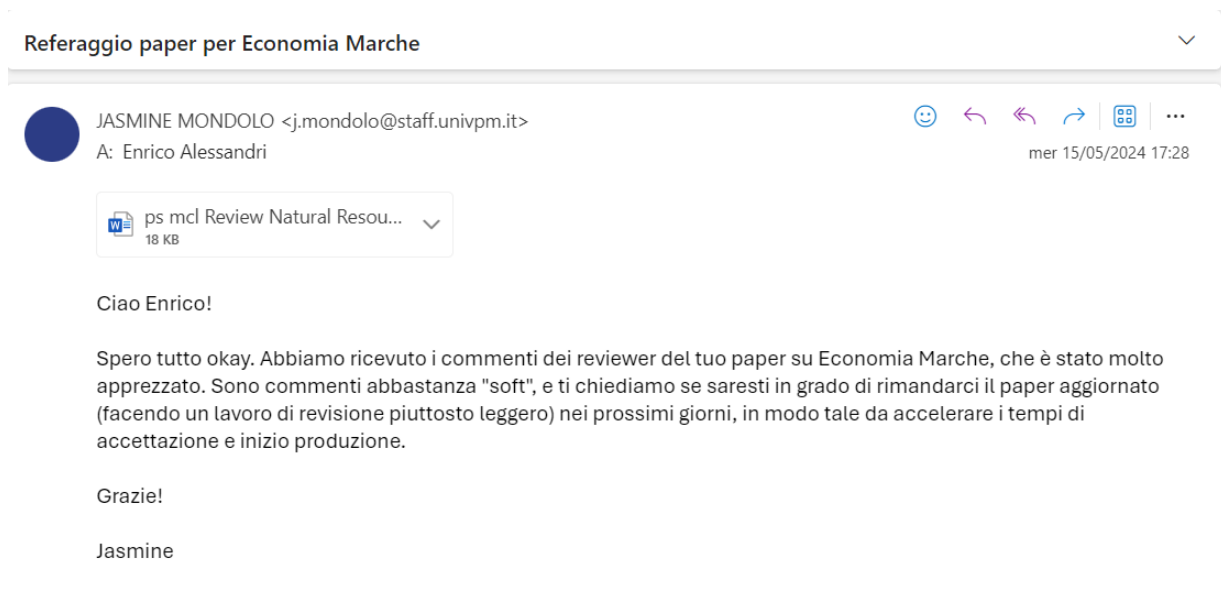 Referaggio paper per Economia Marche
JASMINE MONDOLO <j.mondolo@staff.univpm.it>
A: Enrico Alessandri
mer 15/05/2024 17:28
ps mcl Review Natural Resou...
18 KB
Ciao Enrico!
Spero tutto okay. Abbiamo ricevuto i commenti dei reviewer del tuo paper su Economia Marche, che è stato molto
apprezzato. Sono commenti abbastanza "soft", e ti chiediamo se saresti in grado di rimandarci il paper aggiornato
(facendo un lavoro di revisione piuttosto leggero) nei prossimi giorni, in modo tale da accelerare i tempi di
accettazione e inizio produzione.
Grazie!
Jasmine